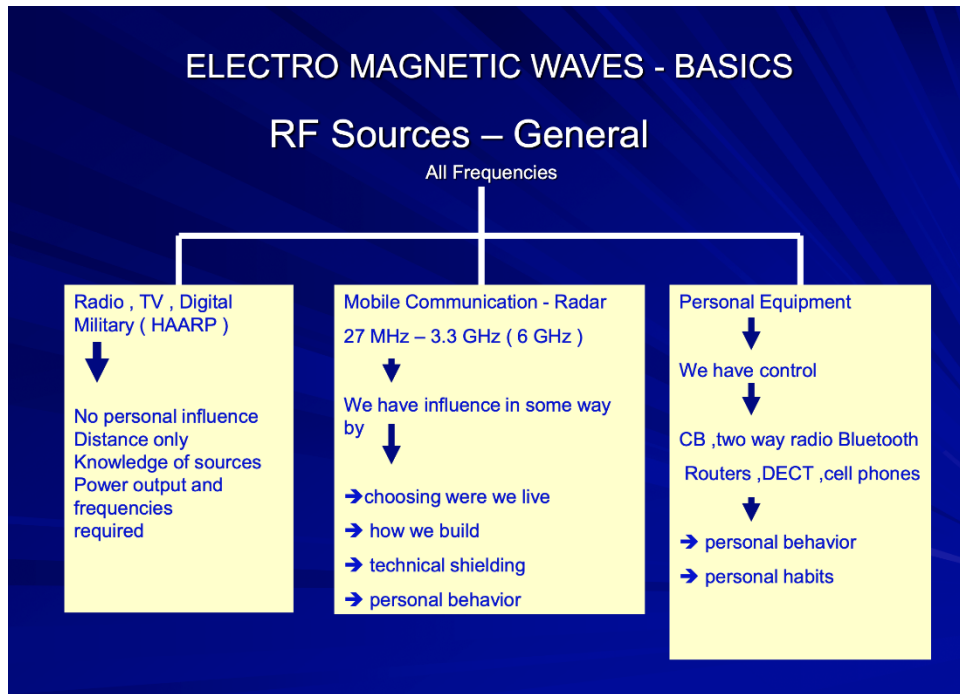 ELECTRO MAGNETIC WAVES - BASICS
RF Sources – General
All Frequencies
Radio , TV , Digital
Military ( HAARP )
No personal influence
Distance only
Knowledge of sources
Power output and
frequencies
required
Mobile Communication - Radar
27 MHz – 3.3 GHz ( 6 GHz )
We have influence in some way
by
➔choosing were we live
➔ how we build
➔ technical shielding
➔ personal behavior
Personal Equipment
We have control
CB ,two way radio Bluetooth
Routers ,DECT ,cell phones
➔ personal behavior
➔ personal habits